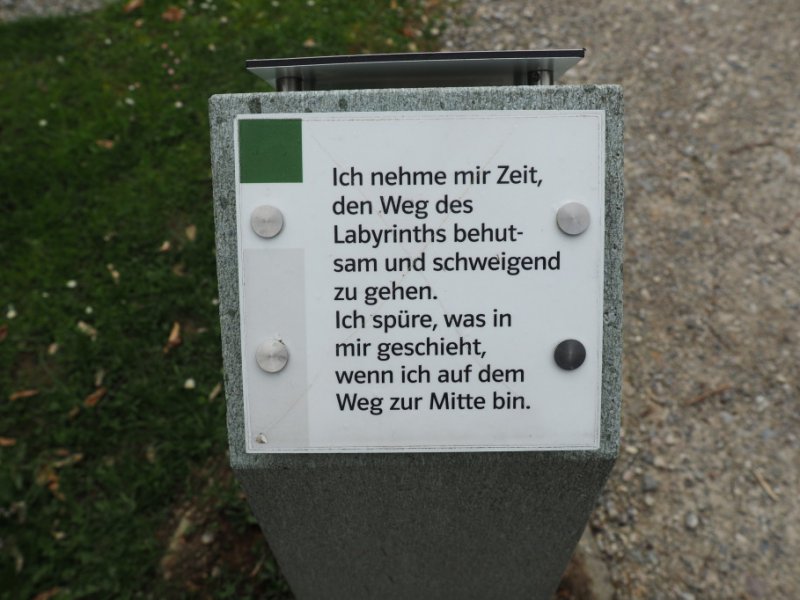 Ich nehme mir Zeit,
den Weg des
Labyrinths behut-
sam und schweigend
zu gehen.
Ich spüre, was in
mir geschieht,
wenn ich auf dem
Weg zur Mitte bin.